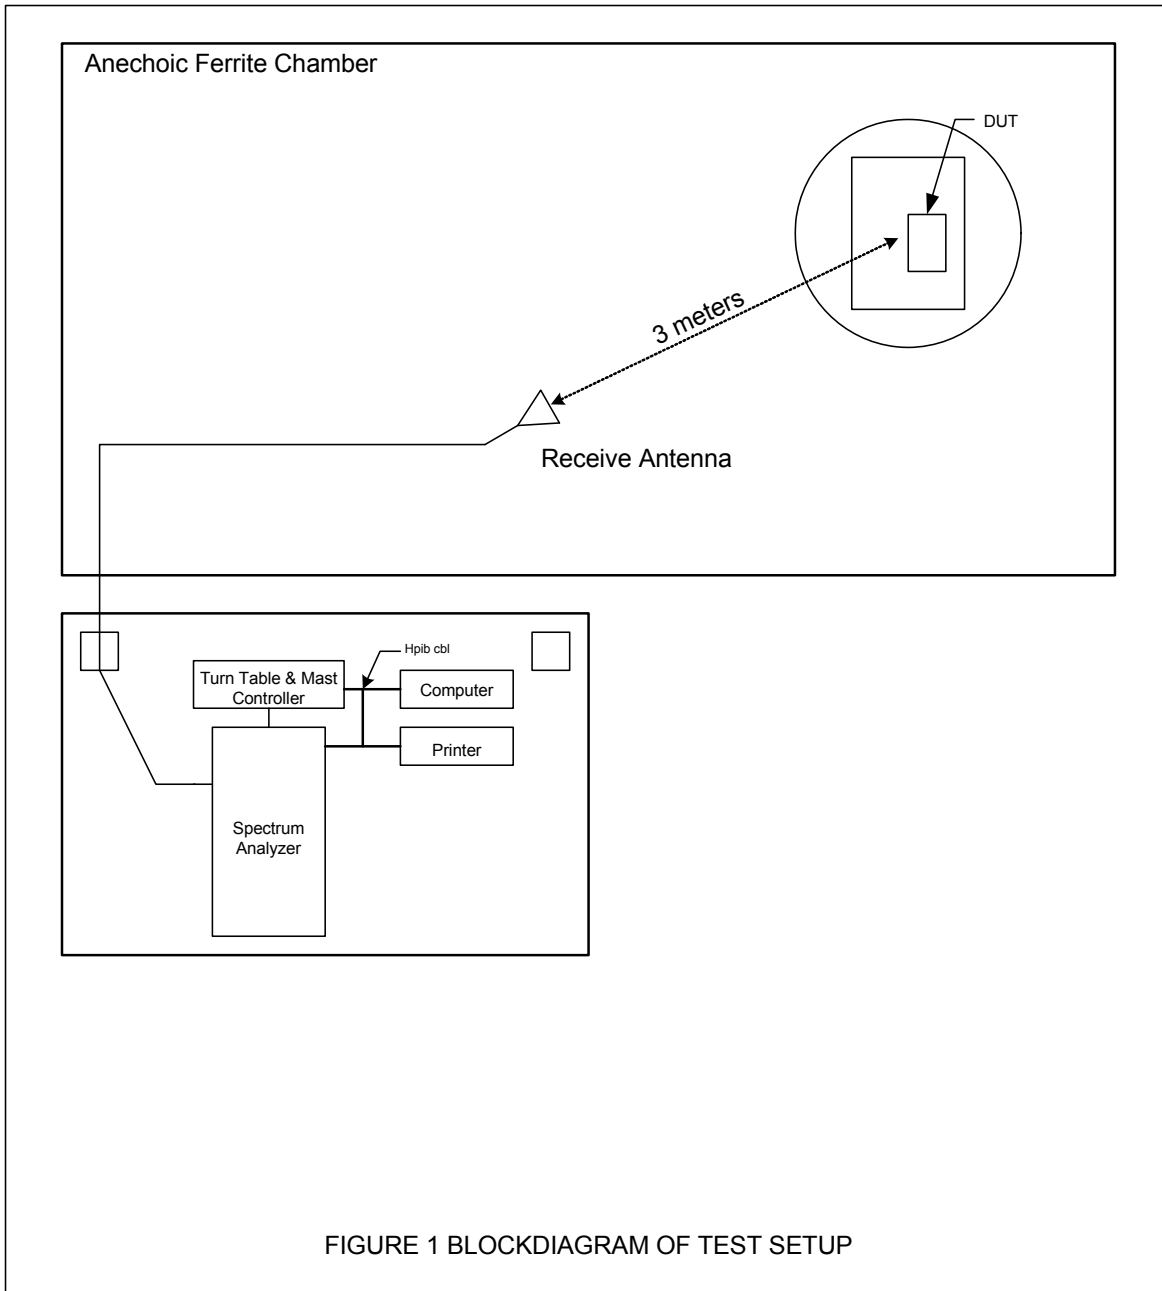 Anechoic Ferrite Chamber
DUT
3 meters
Receive Antenna
Hpib cbl
Turn Table & Mast
Controller
Computer
Printer
Spectrum
Analyzer
FIGURE 1 BLOCKDIAGRAM OF TEST SETUP